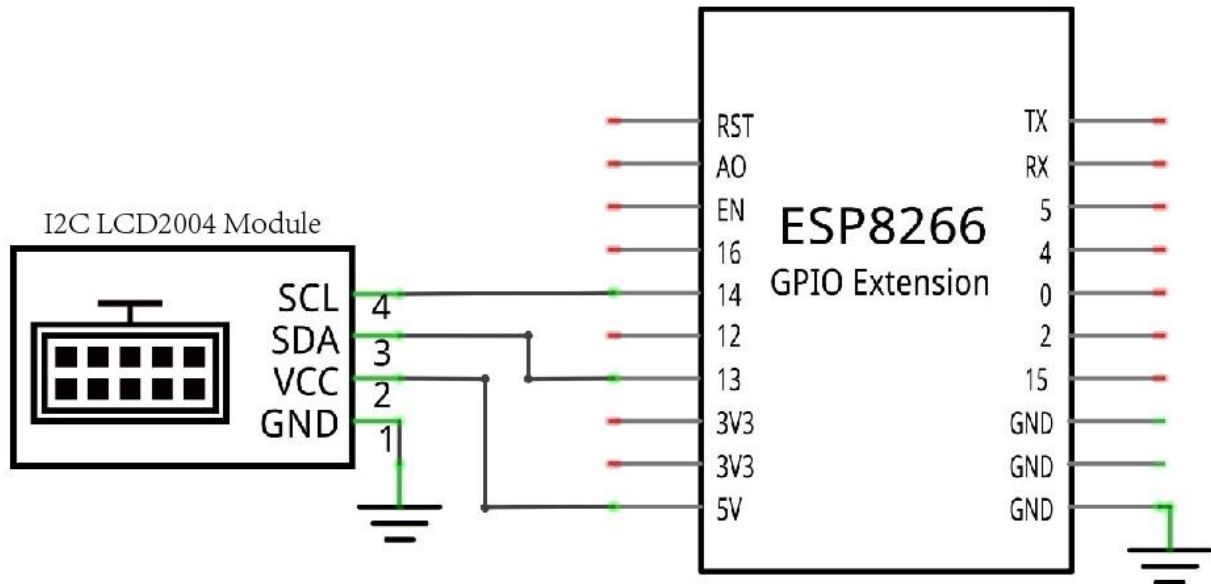 I2C LCD2004 Module
SCL
4
SDA
3
VCC
2
GND
1
ESP8266
GPIO Extension
RST
AO
EN
16
14
12
13
3V3
3V3
5V
TX
RX
5
4
0
2
15
GND
GND
GND